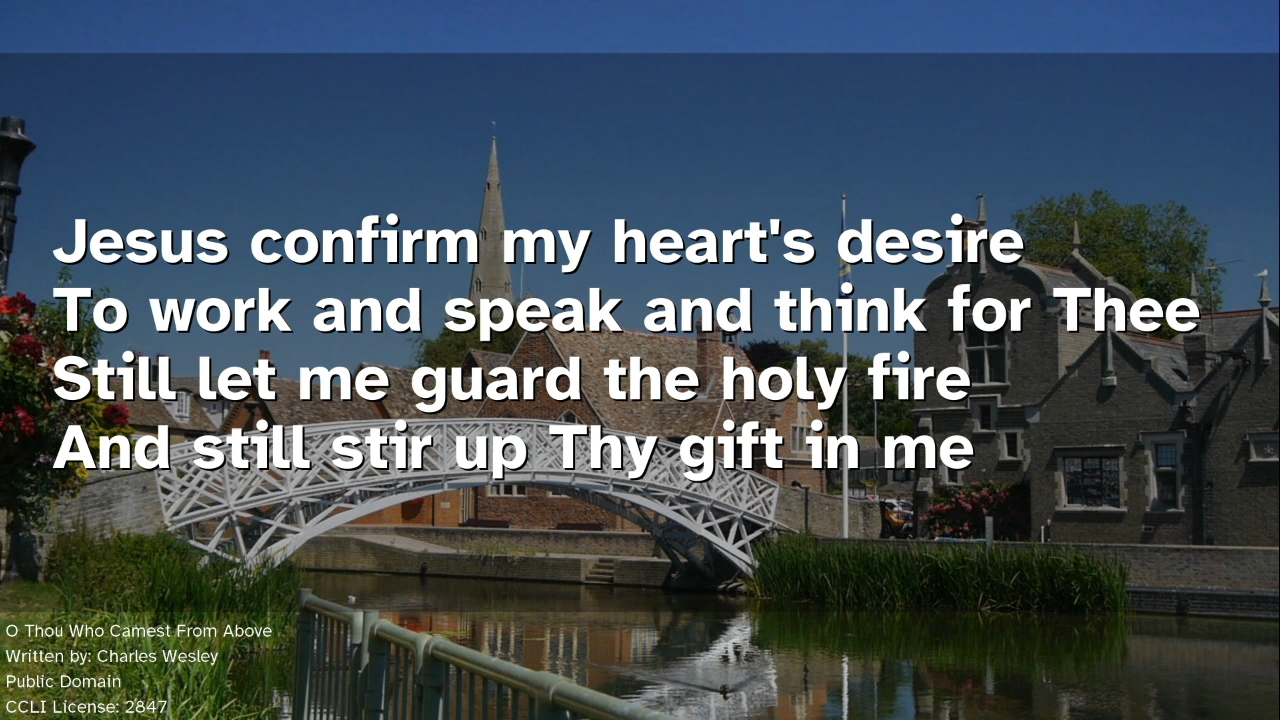 Jesus confirm my heart's desire
To work and speak and think for Thee
Still let me guard the holy fire
And still stir up Thy gift in me
O Thou Who Camest From Above
Written by: Charles Wesley
Public Domain
CCLI License: 2847